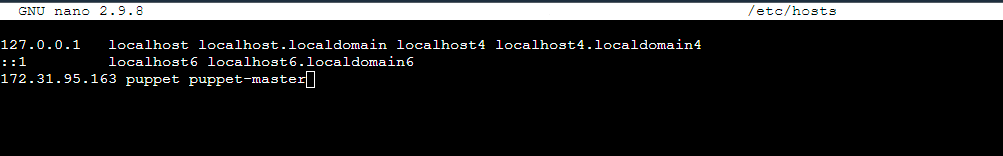 GNU nano 2.9.8 /etc/hosts
127.0.0.1 localhost localhost.localdomain localhost4 localhost4.localdomain4
::1 localhost6 localhost6.localdomain6
172.31.95.163 puppet puppet-master